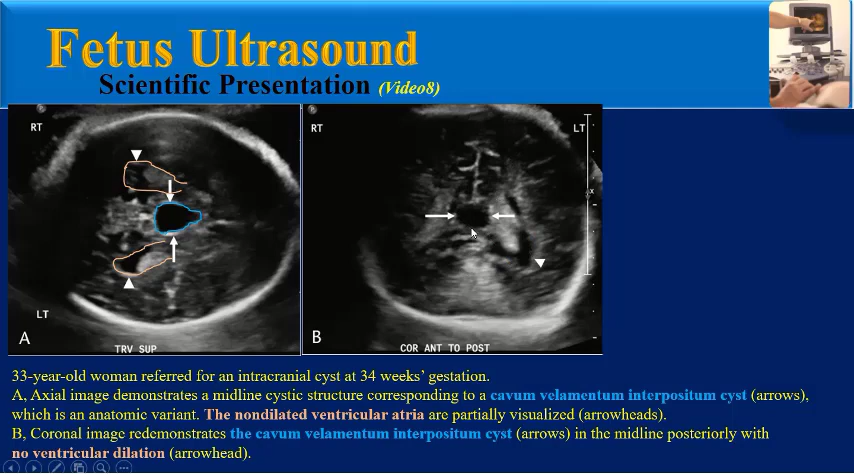 Fetus Ultrasound
Scientific Presentation (Video8)
RT
LT
A
TRV SUP
RT
LT
x
B
COR ANT TO POST
33-year-old woman referred for an intracranial cyst at 34 weeks’ gestation.
A, Axial image demonstrates a midline cystic structure corresponding to a cavum velamentum interpositum cyst (arrows),
which is an anatomic variant. The nondilated ventricular atria are partially visualized (arrowheads).
B, Coronal image redemonstrates the cavum velamentum interpositum cyst (arrows) in the midline posteriorly with
no ventricular dilation (arrowhead).